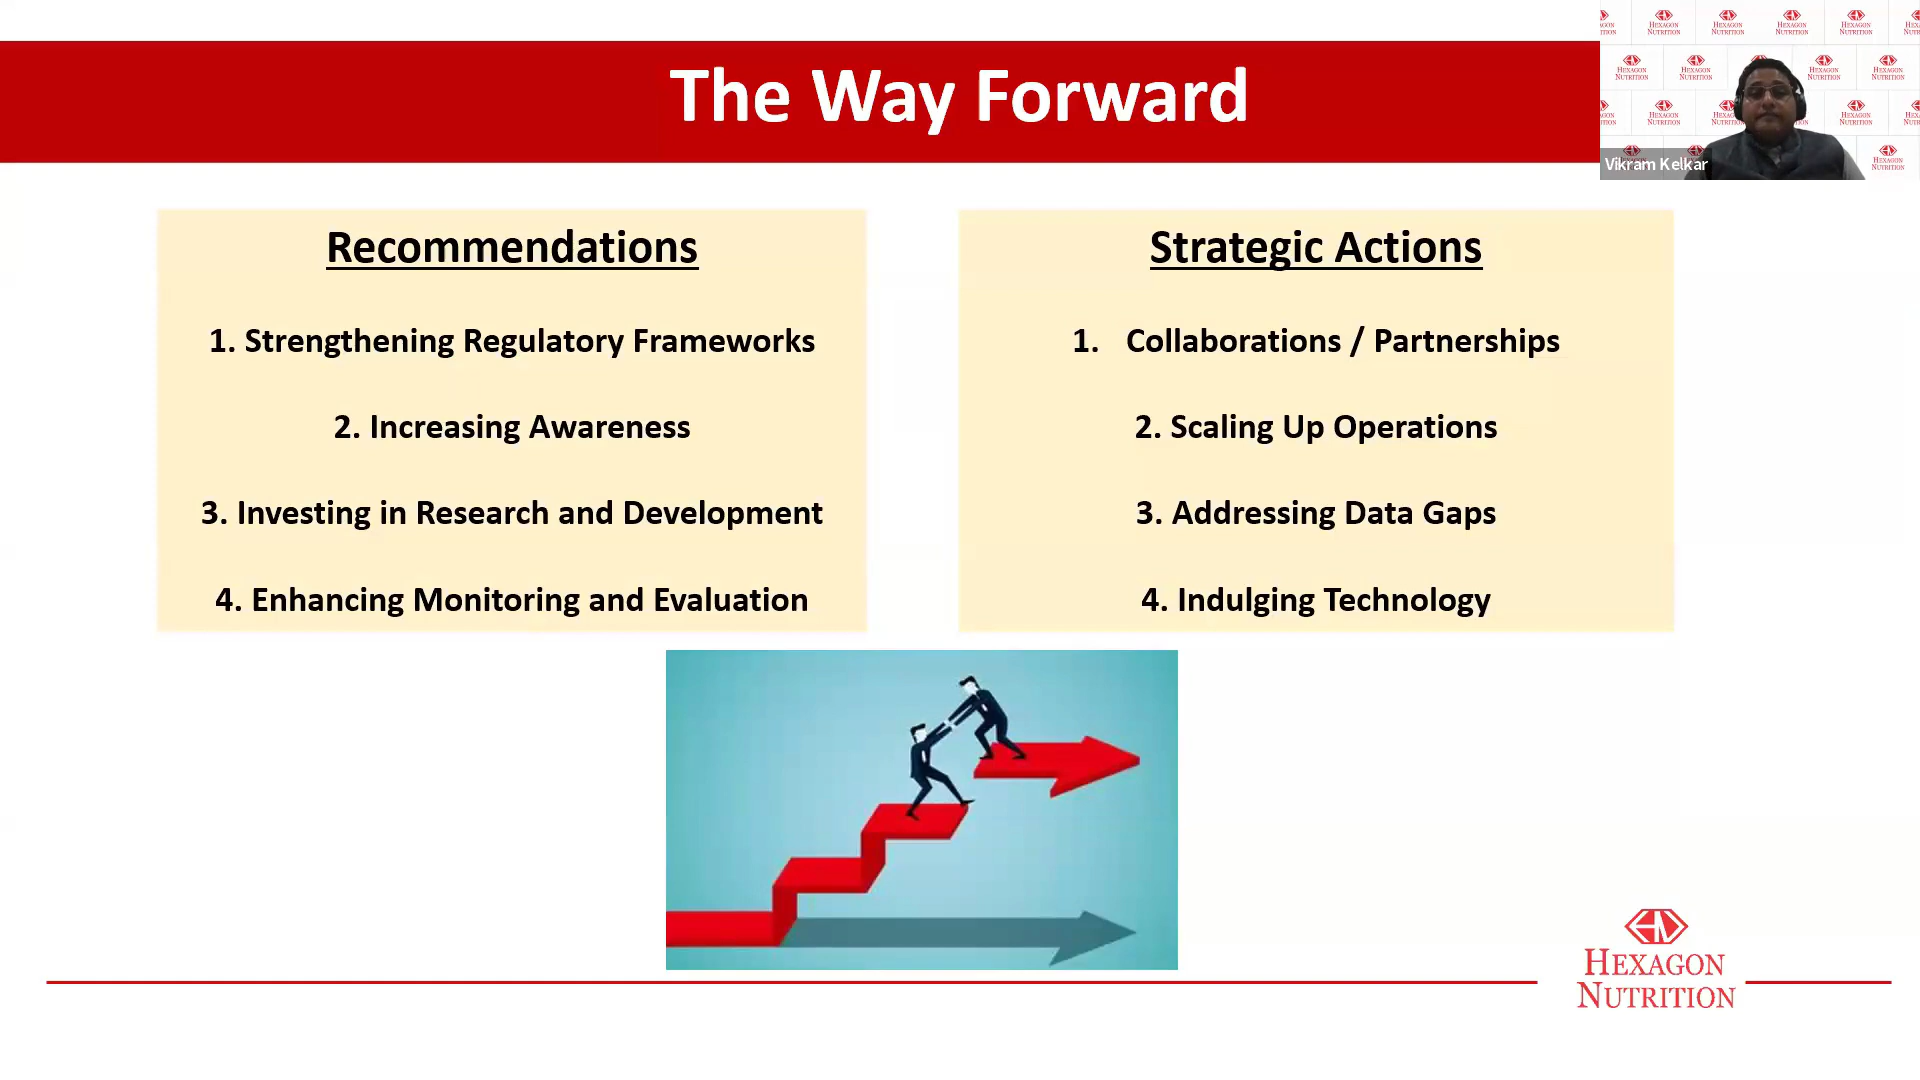 The Way Forward
HEXAGON
NUTRITION
Vikram Kelkar
Recommendations
1. Strengthening Regulatory Frameworks
2. Increasing Awareness
3. Investing in Research and Development
4. Enhancing Monitoring and Evaluation
Strategic Actions
1. Collaborations / Partnerships
2. Scaling Up Operations
3. Addressing Data Gaps
4. Indulging Technology
HEXAGON
NUTRITION